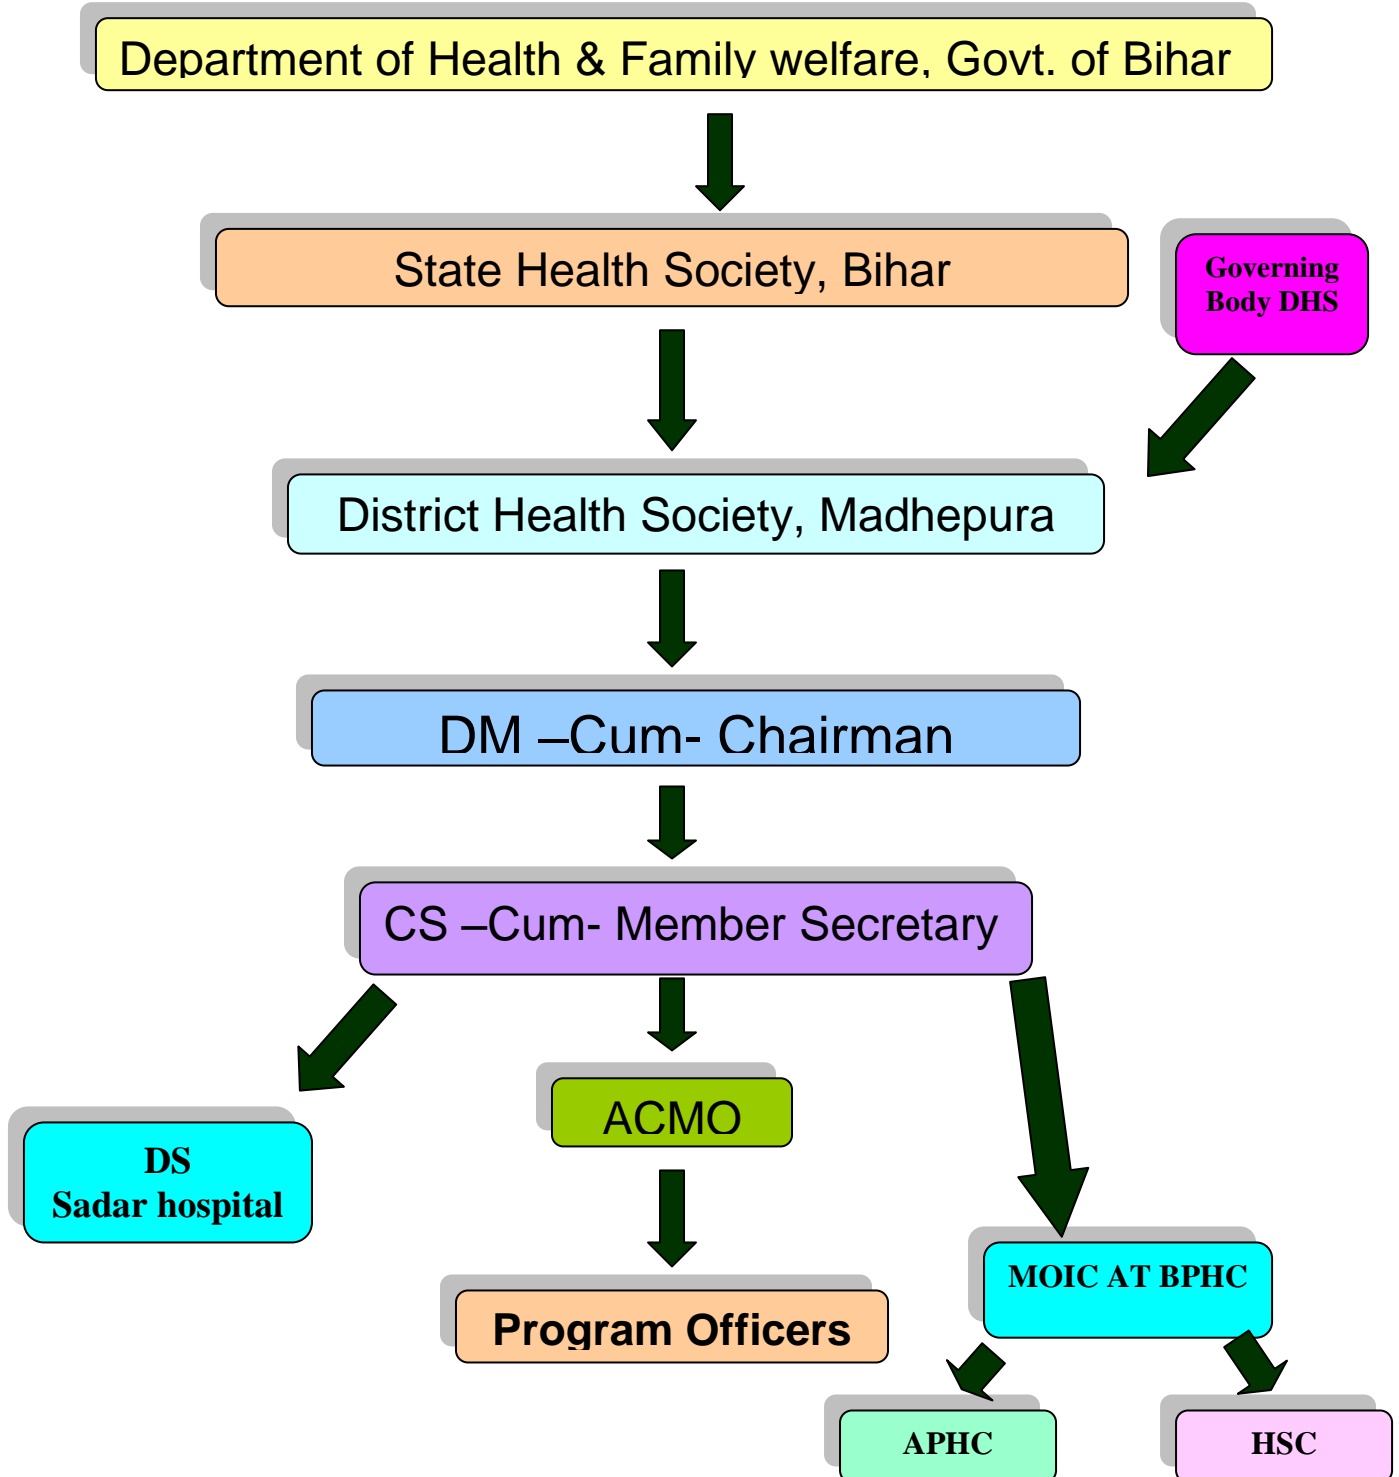 Department of Health & Family welfare, Govt. of Bihar
State Health Society, Bihar
Governing
Body DHS
District Health Society, Madhepura
DM –Cum- Chairman
CS –Cum- Member Secretary
ACMO
DS
Sadar hospital
MOIC AT BPHC
Program Officers
APHC
HSC